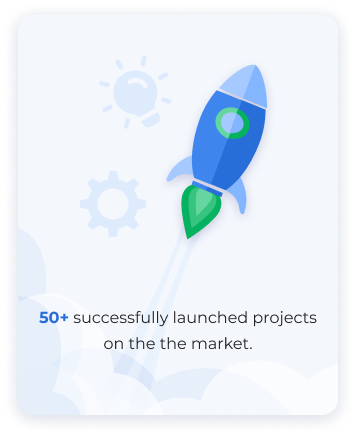 50+ successfully launched projects
on the the market.